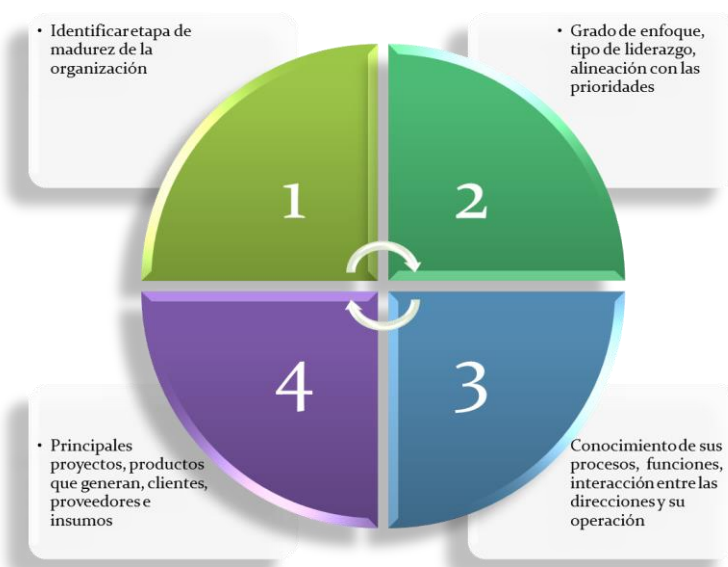 • Identificar etapa de
madurez de la
organización
• Grado de enfoque,
tipo de liderazgo,
alineación con las
prioridades
1
2
4
3
• Principales
proyectos, productos
que generan, clientes,
proveedores e
insumos
Conocimiento de sus
procesos, funciones,
interacción entre las
direcciones y su
operación